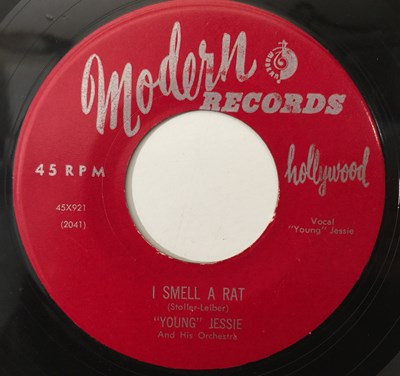 Modern
RECORDS
hollywood
45 RPM
45X921
(2041)
Vocal
"Young" Jessie
I SMELL A RAT
(Stoller-Leiber)
"YOUNG" JESSIE
And His Orchestra